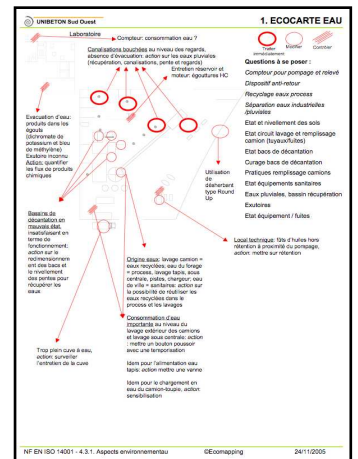 UNIBETON Sud Ouest
1. ECOCARTE EAU
Laboratoire
Compteur: consommation eau ?
Canalisations bouchées au niveau des regards,
absence d'évacuation: action sur les eaux pluviales
(récupération, canalisations, pente et regards)
Entretien réservoir et
moteur: égouttures HC
Traiter
immédiatement
Modifier
Contrôler
Questions à se poser :
Compteur pour pompage et relevé
Dispositif anti-retour
Recyclage eaux process
Séparation eaux industrielles
/pluviales
Etat et nivellement des sols
Etat circuit lavage et remplissage
camion (tuyaux/fuites)
Etat bacs de décantation
Curage bacs de décantation
Pratiques remplissage camions
Etat équipements sanitaires
Eaux pluviales, bassin récupération
Exutoires
Etat équipement / fuites
Evacuation d'eau:
produits dans les
égouts
(dichromate de
potassium et bleu
de méthylène)
Exutoire inconnu
Action: quantifier
les flux de produits
chimiques
Utilisation
de
désherbant
type Round
Up
Bassins de
décantation en
mauvais état,
insatisfaisant en
terme de
fonctionnement:
action sur le
redimensionnem
ent des bacs et
le nivellement
des pentes pour
récupérer les
eaux
Local technique: fûts d'huiles hors
rétention à proximité du pompage,
action: mettre sur rétention
Origine eaux: lavage camion =
eaux recyclées; eau du forage
= process, lavage tapis, sous
centrale, pistes, chargeur; eau
de ville = sanitaires: action sur
la possibilité de réutiliser les
eaux recyclées dans le
process et les lavages
Consommation d'eau
importante au niveau du
lavage extérieur des camions
et lavage sous centrale: action
: mettre un bouton poussoir
avec une temporisation
Idem pour l'alimentation eau
tapis: action mettre une vanne
Idem pour le chargement en
eau du camion-toupie, action
sensibilisation
Trop plein cuve à eau,
action: surveiller
l'entretien de la cuve
NF EN ISO 14001 - 4.3.1. Aspects environnementau
©Ecomapping
24/11/2005